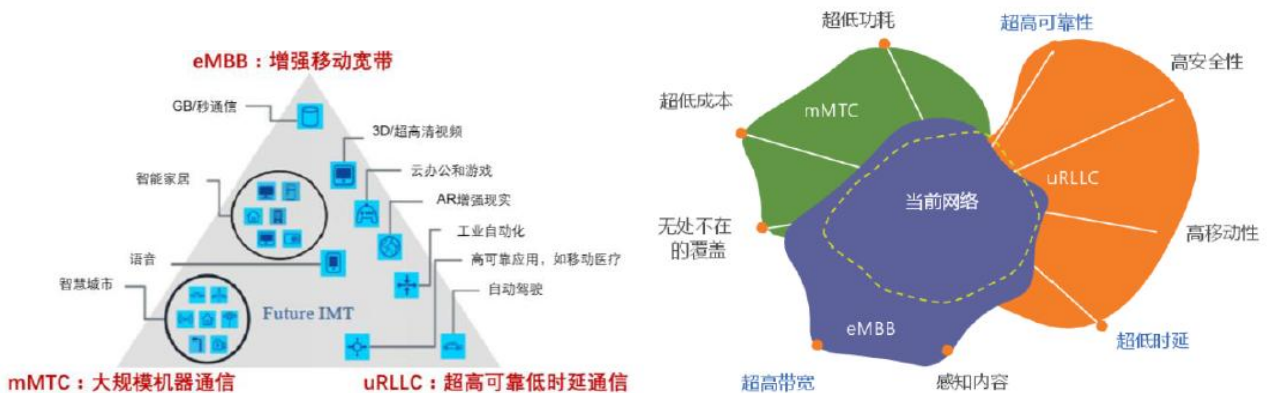 eMBB：增强移动宽带
GB/秒通信
3D/超高清视频
云办公和游戏
智能家居
AR增强现实
工业自动化
语音
高可靠应用，如移动医疗
智慧城市
自动驾驶
Future IMT
mMTC：大规模机器通信
uRLLC：超高可靠低时延通信
超低功耗
超高可靠性
高安全性
超低成本
mMTC
uRLLC
当前网络
无处不在
的覆盖
高移动性
eMBB
超低时延
超高带宽
感知内容